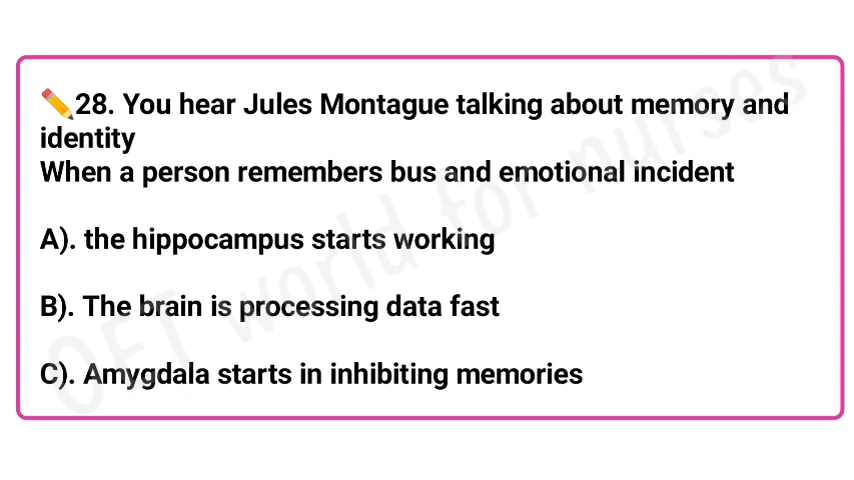 ✏️28. You hear Jules Montague talking about memory and
identity
When a person remembers bus and emotional incident
A). the hippocampus starts working
B). The brain is processing data fast
C). Amygdala starts in inhibiting memories
OET world for nurses